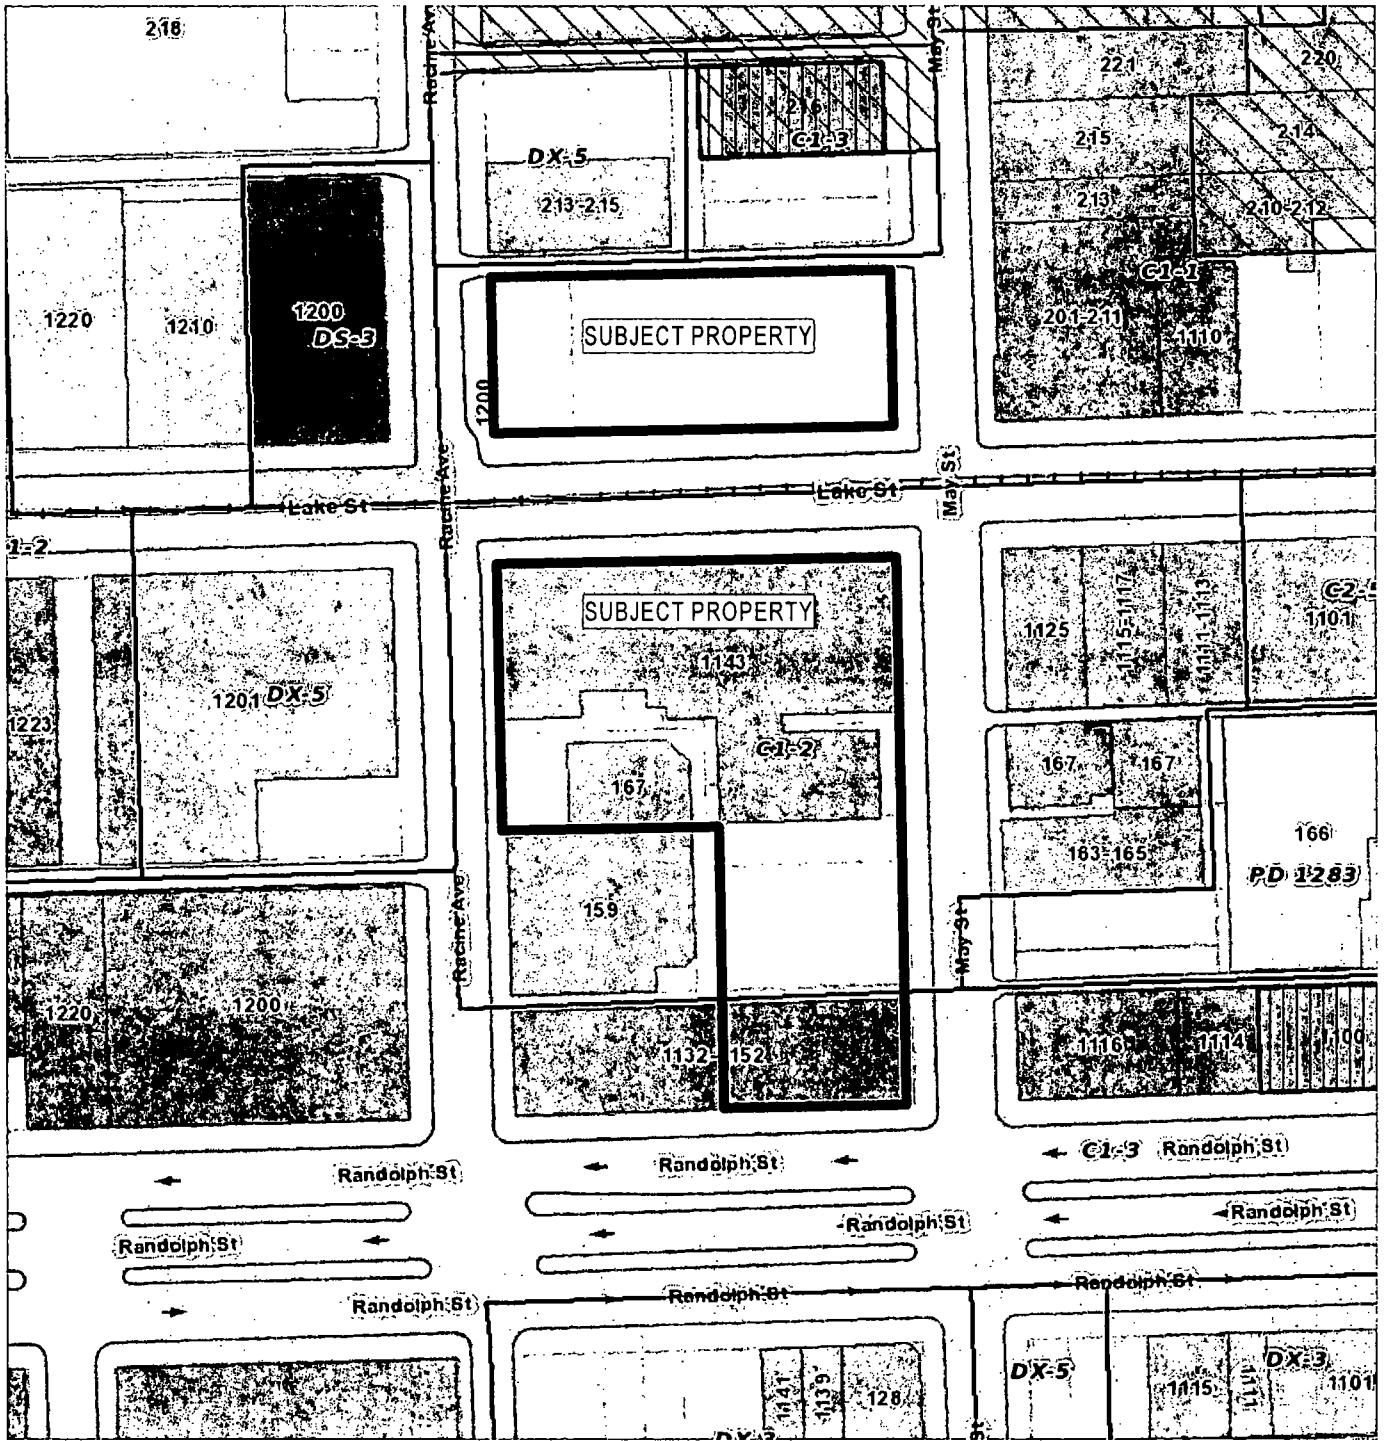 218
Racine Av
May St
221
220
216
C1-3
215
214
DX-5
213-215
213
210-212
C1-1
1220
1210
1200
DS-3
SUBJECT PROPERTY
1200
201-211
1110
Racine Ave
May St
Lake St
Lake St
1-2
SUBJECT PROPERTY
1125
1115-1117
1111-1113
C2-5
1101
1143
1201 DX-5
1223
C1-2
167
167
167
163-165
166
PD 1283
159
Racine Ave
May St
1220
1200
1132-1152
1116
1114
1100
Randolph St
Randolph St
C1-3 Randolph St
Randolph St
Randolph St
Randolph St
Randolph St
Randolph St
Randolph St
1141
1139
128
DX-5
1115
1111
DX-3
1101
St